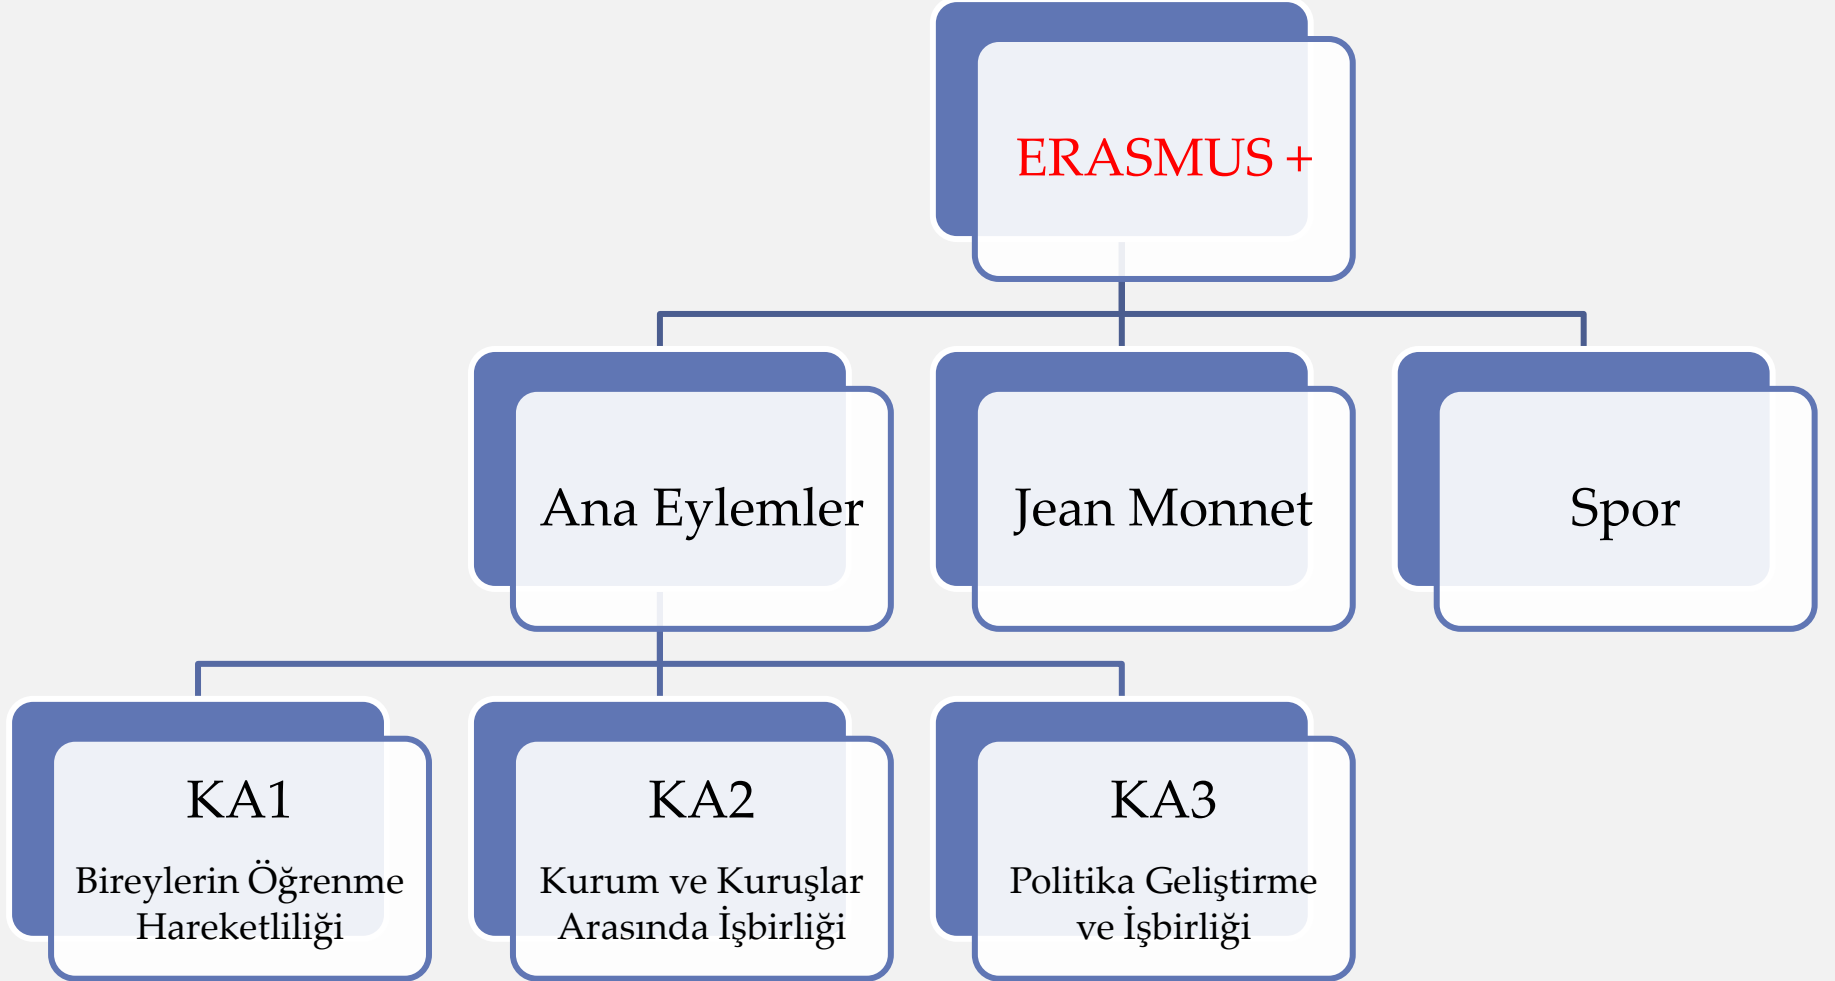 ERASMUS +
Ana Eylemler
Jean Monnet
Spor
KA1
Bireylerin Öğrenme
Hareketliliği
KA2
Kurum ve Kuruşlar
Arasında İşbirliği
KA3
Politika Geliştirme
ve İşbirliği